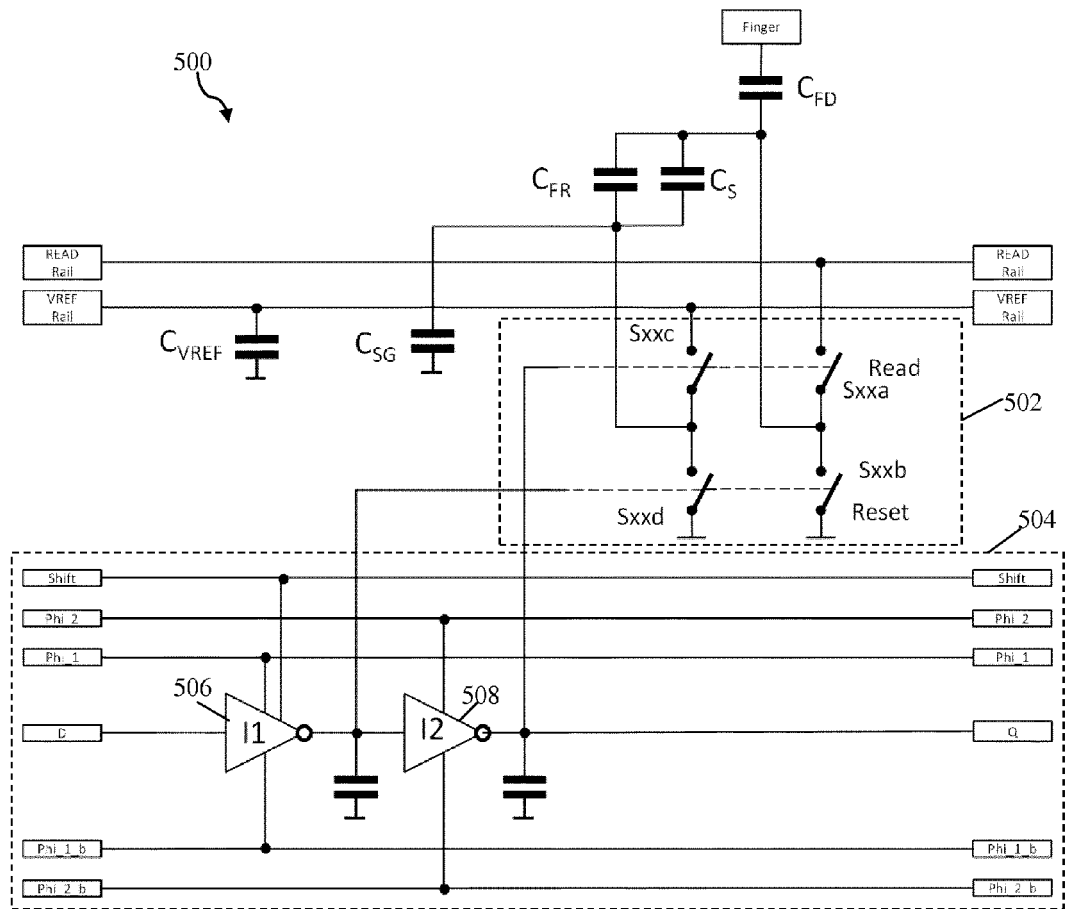 Finger
500
C_FD
C_FR
C_S
READ Rail
READ Rail
VREF Rail
VREF Rail
C_VREF
C_SG
Sxxc
Read
Sxxa
502
Sxxb
Sxxd
Reset
504
Shift
Shift
Phi_2
Phi_2
Phi_1
Phi_1
506
508
D
I1
I2
Q
Phi_1_b
Phi_1_b
Phi_2_b
Phi_2_b